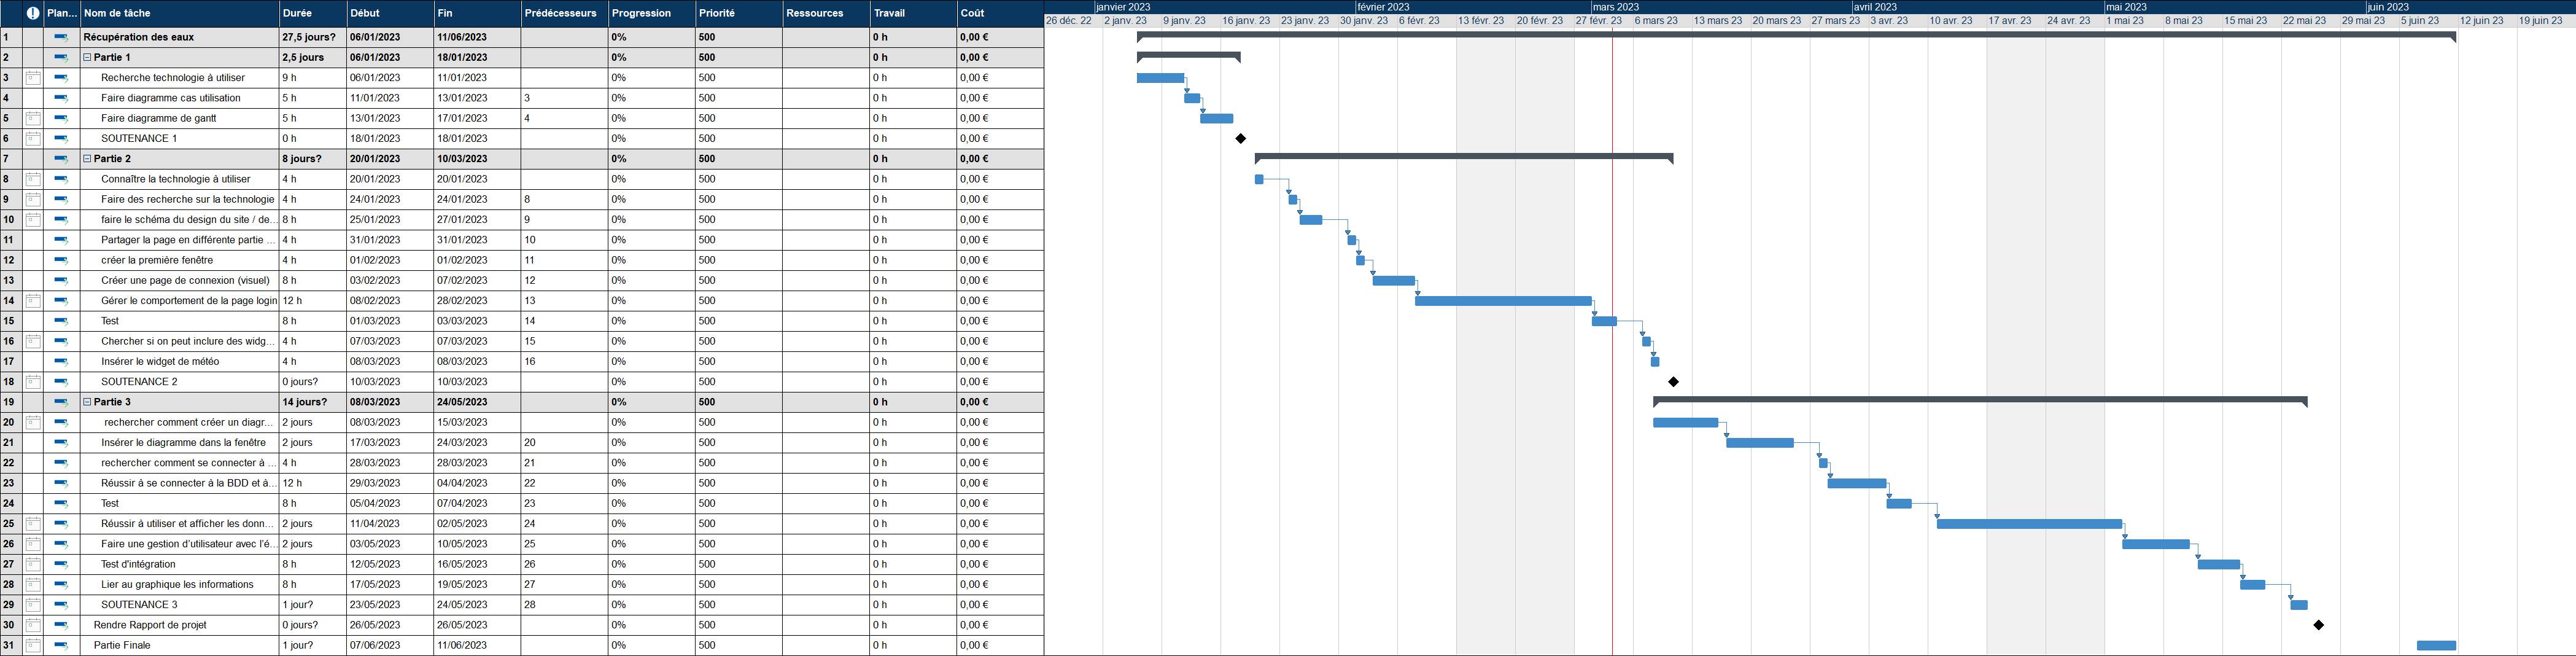 Plan... Nom de tâche Durée Début Fin Prédécesseurs Progression Priorité Ressources Travail Coût
janvier 2023 février 2023 mars 2023 avril 2023 mai 2023 juin 2023
26 déc. 22 2 janv. 23 9 janv. 23 16 janv. 23 23 janv. 23 30 janv. 23 6 févr. 23 13 févr. 23 20 févr. 23 27 févr. 23 6 mars 23 13 mars 23 20 mars 23 27 mars 23 3 avr. 23 10 avr. 23 17 avr. 23 24 avr. 23 1 mai 23 8 mai 23 15 mai 23 22 mai 23 29 mai 23 5 juin 23 12 juin 23 19 juin 23
1 Récupération des eaux 27,5 jours? 06/01/2023 11/06/2023 0% 500 0 h 0,00 €
2 Partie 1 2,5 jours 06/01/2023 18/01/2023 0% 500 0 h 0,00 €
3 Recherche technologie à utiliser 9 h 06/01/2023 11/01/2023 0% 500 0 h 0,00 €
4 Faire diagramme cas utilisation 5 h 11/01/2023 13/01/2023 3 0% 500 0 h 0,00 €
5 Faire diagramme de gantt 5 h 13/01/2023 17/01/2023 4 0% 500 0 h 0,00 €
6 SOUTENANCE 1 0 h 18/01/2023 18/01/2023 0% 500 0 h 0,00 €
7 Partie 2 8 jours? 20/01/2023 10/03/2023 0% 500 0 h 0,00 €
8 Connaître la technologie à utiliser 4 h 20/01/2023 20/01/2023 0% 500 0 h 0,00 €
9 Faire des recherche sur la technologie 4 h 24/01/2023 24/01/2023 8 0% 500 0 h 0,00 €
10 faire le schéma du design du site / de... 8 h 25/01/2023 27/01/2023 9 0% 500 0 h 0,00 €
11 Partager la page en différente partie ... 4 h 31/01/2023 31/01/2023 10 0% 500 0 h 0,00 €
12 créer la première fenêtre 4 h 01/02/2023 01/02/2023 11 0% 500 0 h 0,00 €
13 Créer une page de connexion (visuel) 8 h 03/02/2023 07/02/2023 12 0% 500 0 h 0,00 €
14 Gérer le comportement de la page login 12 h 08/02/2023 28/02/2023 13 0% 500 0 h 0,00 €
15 Test 8 h 01/03/2023 03/03/2023 14 0% 500 0 h 0,00 €
16 Chercher si on peut inclure des widg... 4 h 07/03/2023 07/03/2023 15 0% 500 0 h 0,00 €
17 Insérer le widget de météo 4 h 08/03/2023 08/03/2023 16 0% 500 0 h 0,00 €
18 SOUTENANCE 2 0 jours? 10/03/2023 10/03/2023 0% 500 0 h 0,00 €
19 Partie 3 14 jours? 08/03/2023 24/05/2023 0% 500 0 h 0,00 €
20 rechercher comment créer un diagr... 2 jours 08/03/2023 15/03/2023 0% 500 0 h 0,00 €
21 Insérer le diagramme dans la fenêtre 2 jours 17/03/2023 24/03/2023 20 0% 500 0 h 0,00 €
22 rechercher comment se connecter à ... 4 h 28/03/2023 28/03/2023 21 0% 500 0 h 0,00 €
23 Réussir à se connecter à la BDD et à... 12 h 29/03/2023 04/04/2023 22 0% 500 0 h 0,00 €
24 Test 8 h 05/04/2023 07/04/2023 23 0% 500 0 h 0,00 €
25 Réussir à utiliser et afficher les donn... 2 jours 11/04/2023 02/05/2023 24 0% 500 0 h 0,00 €
26 Faire une gestion d'utilisateur avec l'é... 2 jours 03/05/2023 10/05/2023 25 0% 500 0 h 0,00 €
27 Test d'intégration 8 h 12/05/2023 16/05/2023 26 0% 500 0 h 0,00 €
28 Lier au graphique les informations 8 h 17/05/2023 19/05/2023 27 0% 500 0 h 0,00 €
29 SOUTENANCE 3 1 jour? 23/05/2023 24/05/2023 28 0% 500 0 h 0,00 €
30 Rendre Rapport de projet 0 jours? 26/05/2023 26/05/2023 0% 500 0 h 0,00 €
31 Partie Finale 1 jour? 07/06/2023 11/06/2023 0% 500 0 h 0,00 €